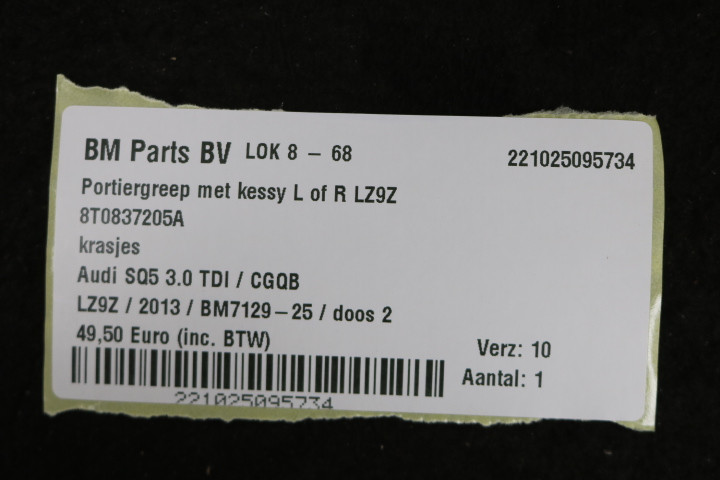 BM Parts BV LOK 8 – 68 221025095734
Portiergreep met kessy L of R LZ9Z
8T0837205A
krasjes
Audi SQ5 3.0 TDI / CGQB
LZ9Z / 2013 / BM7129–25 / doos 2
49,50 Euro (inc. BTW)
Verz: 10
Aantal: 1
221025095734